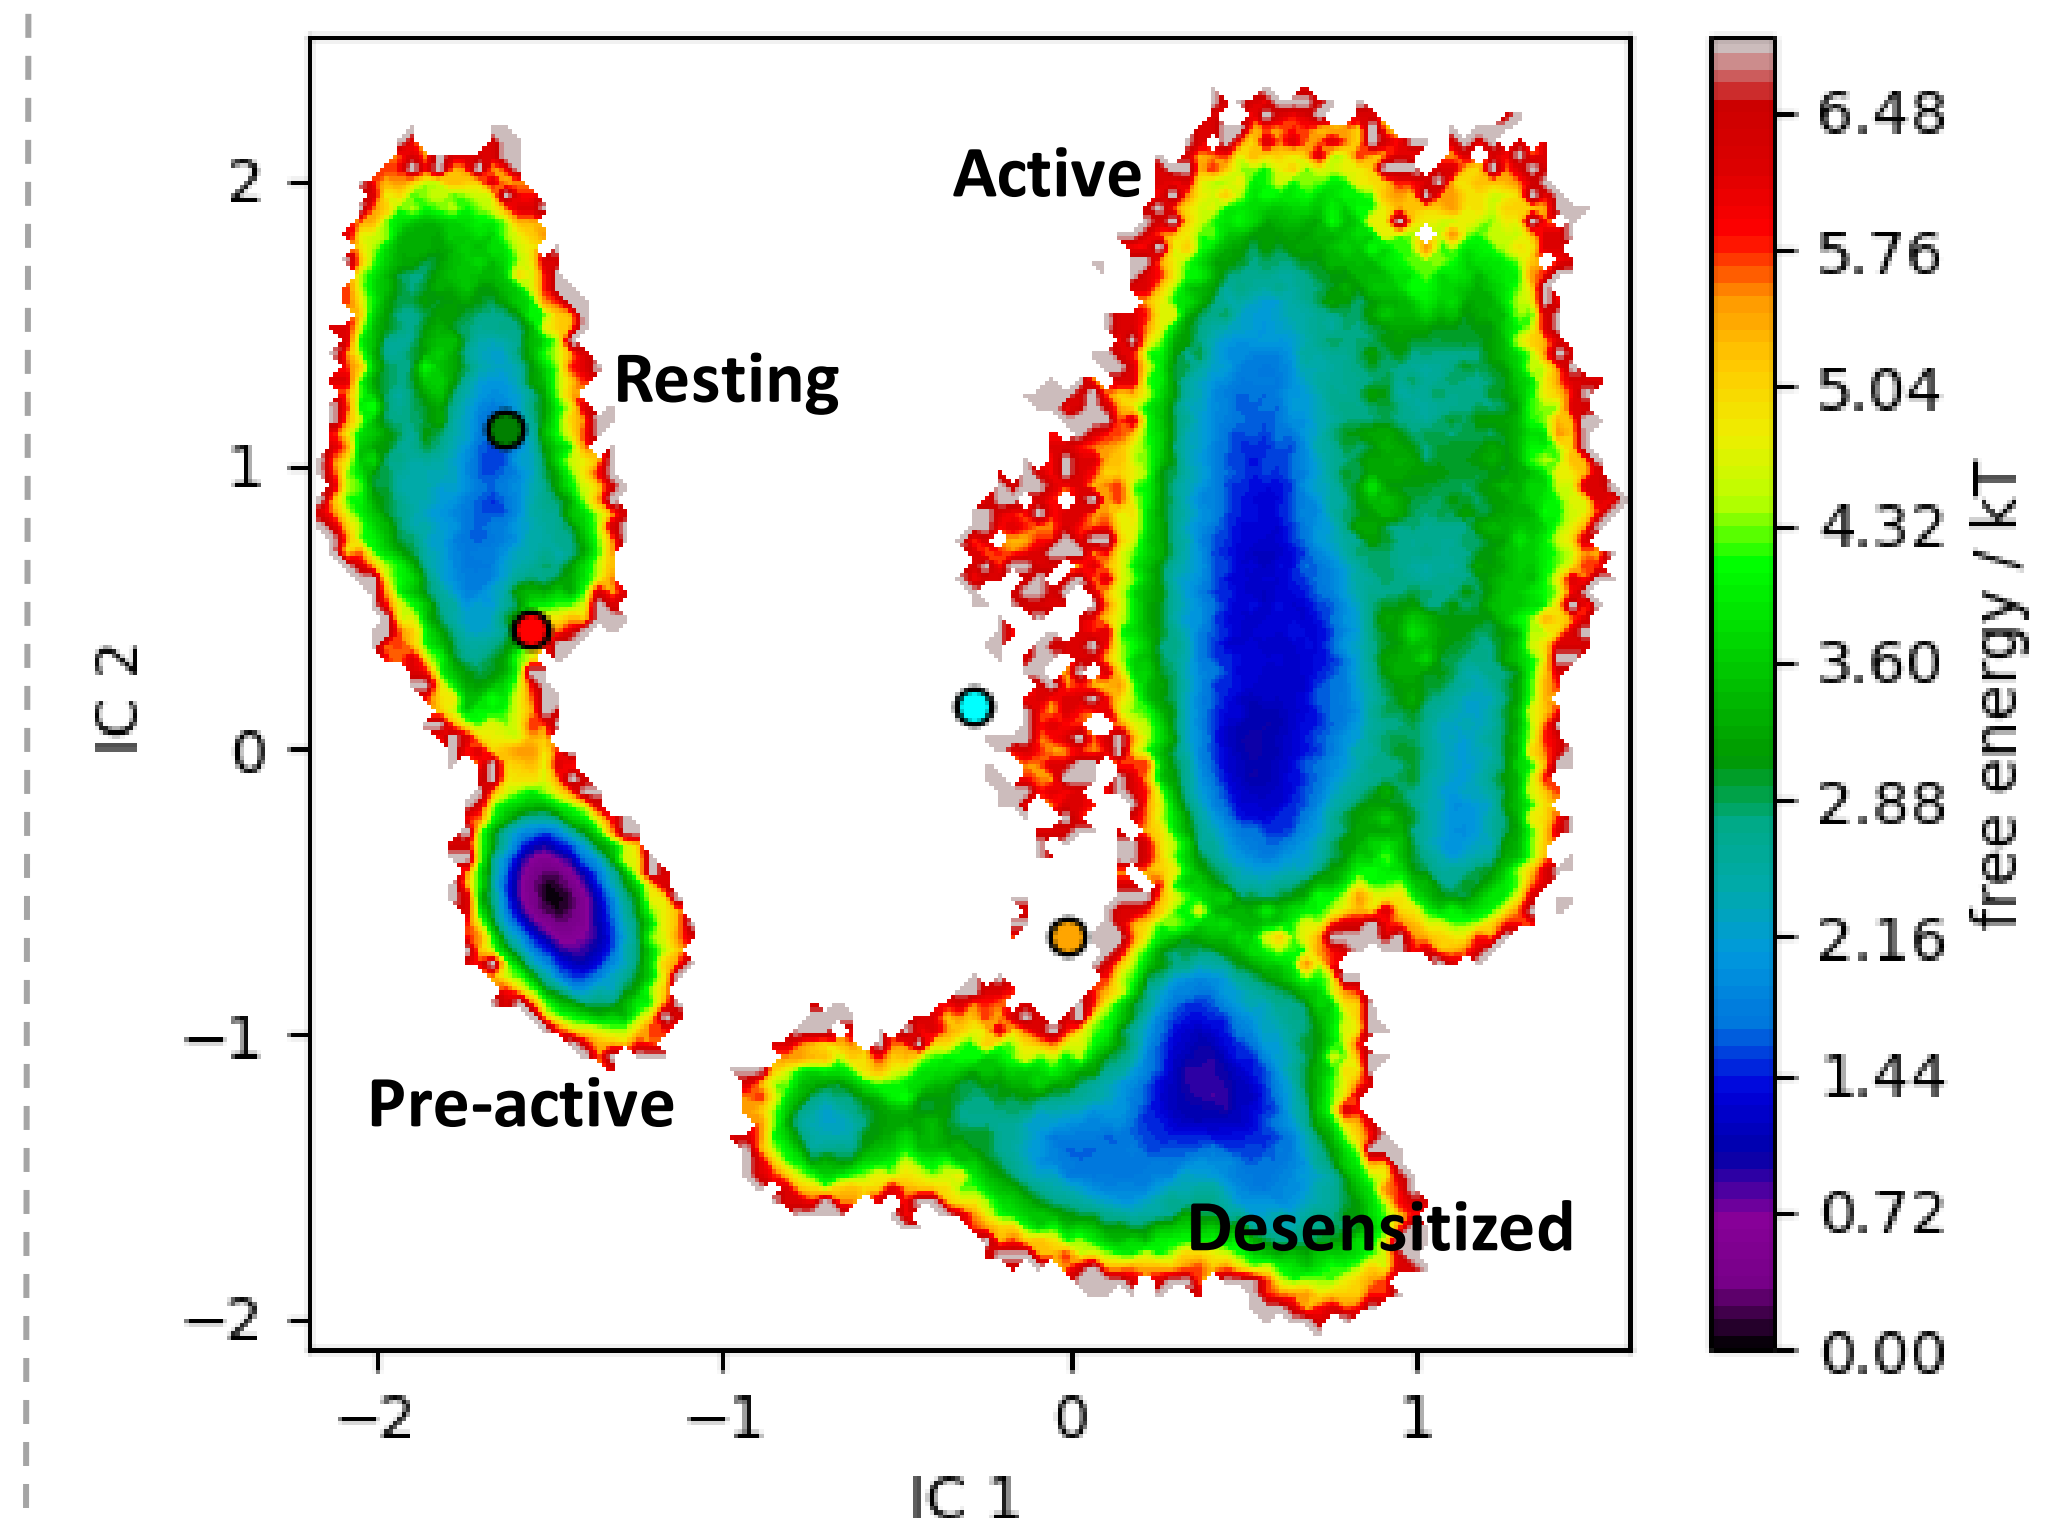 Active
Resting
Pre-active
Desensitized
2
1
0
−1
−2
IC 2
−2
−1
0
1
IC 1
6.48
5.76
5.04
4.32
3.60
2.88
2.16
1.44
0.72
0.00
free energy / kT